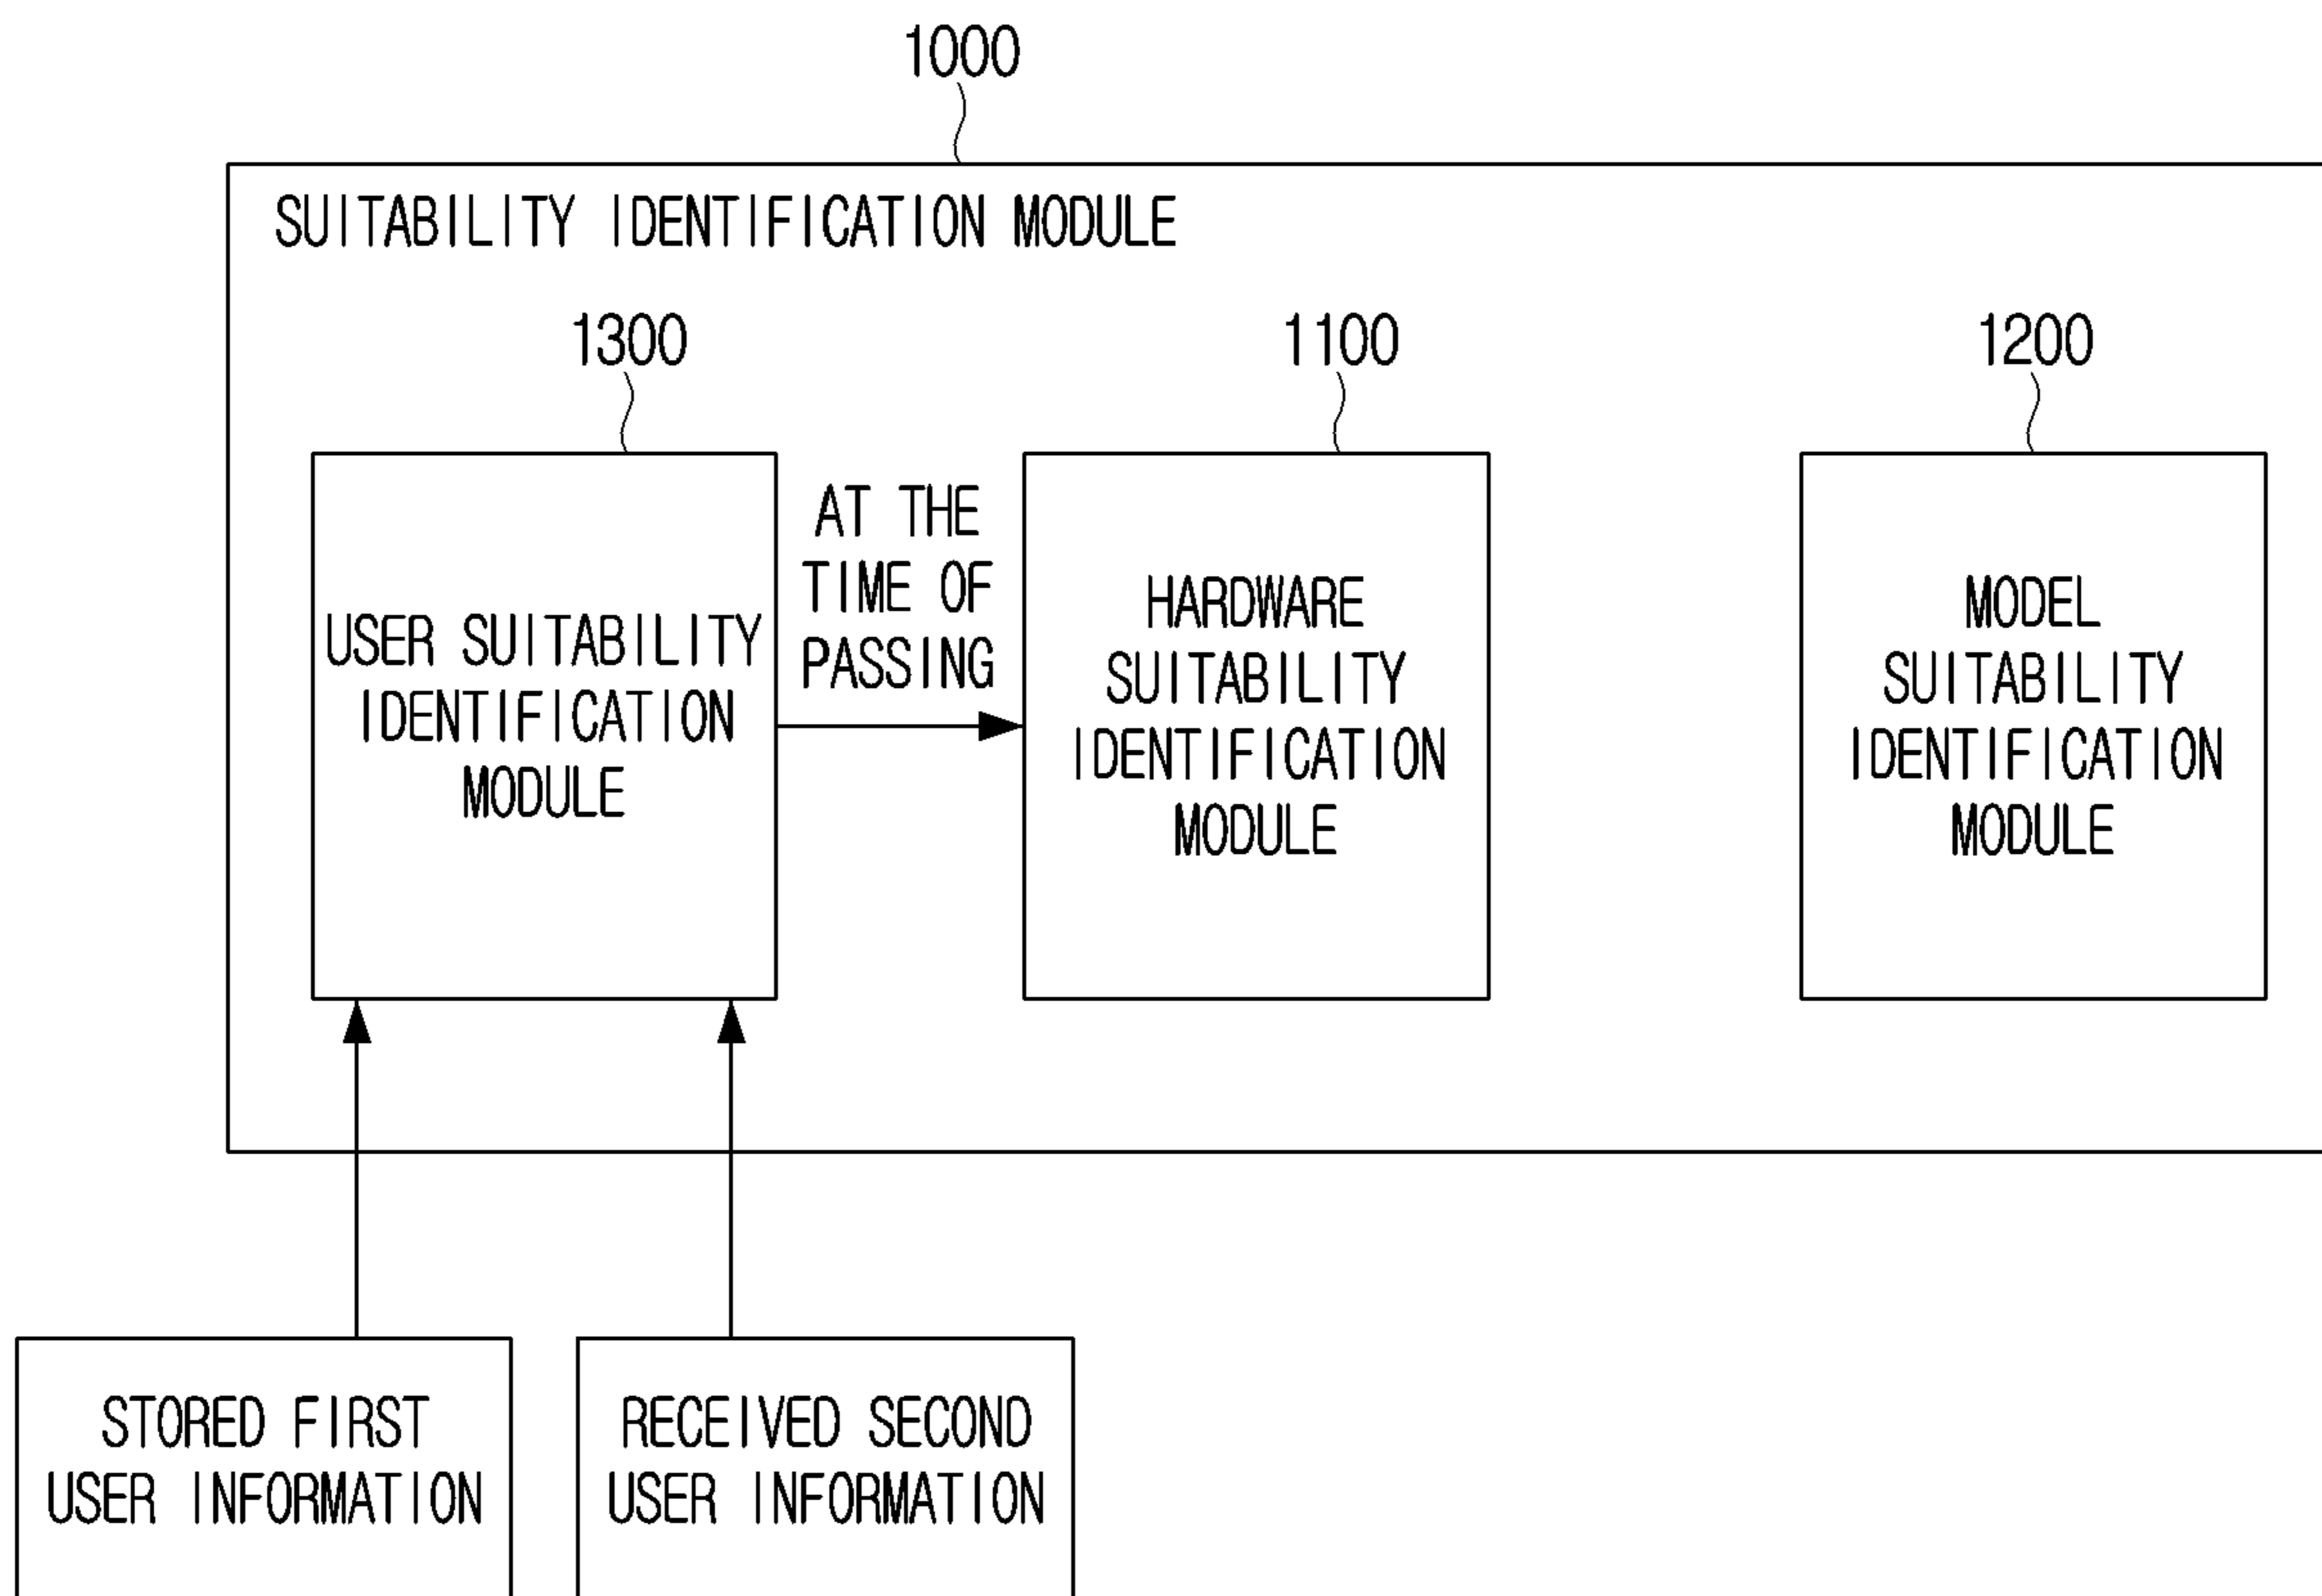 1000
SUITABILITY IDENTIFICATION MODULE
1300
1100
1200
USER SUITABILITY
IDENTIFICATION
MODULE
AT THE
TIME OF
PASSING
HARDWARE
SUITABILITY
IDENTIFICATION
MODULE
MODEL
SUITABILITY
IDENTIFICATION
MODULE
STORED FIRST
USER INFORMATION
RECEIVED SECOND
USER INFORMATION